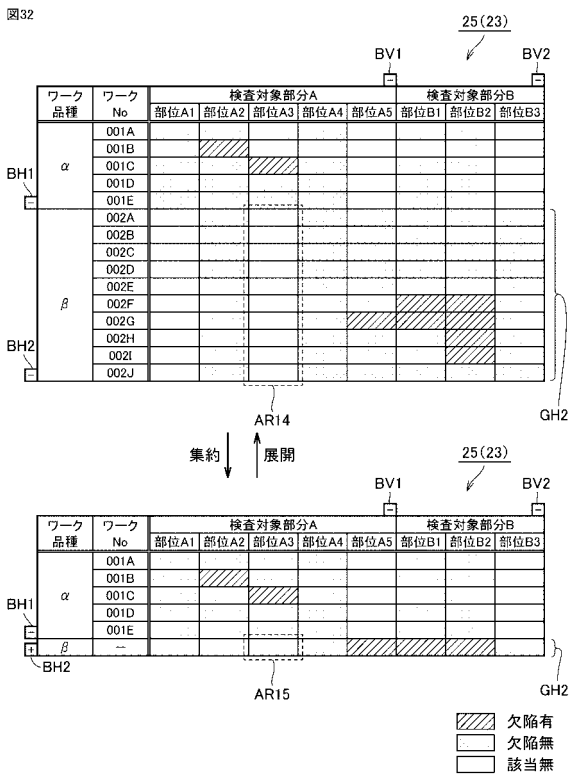 図32
25(23)
BV1 BV2
ワーク品種 ワークNo 検査対象部分A 検査対象部分B
部位A1 部位A2 部位A3 部位A4 部位A5 部位B1 部位B2 部位B3
α
001A
001B
001C
001D
001E
BH1
β
002A
002B
002C
002D
002E
002F
002G
002H
002I
002J
BH2
GH2
AR14
集約 展開
25(23)
BV1 BV2
ワーク品種 ワークNo 検査対象部分A 検査対象部分B
部位A1 部位A2 部位A3 部位A4 部位A5 部位B1 部位B2 部位B3
α
001A
001B
001C
001D
001E
BH1
β ―
BH2
GH2
AR15
欠陥有
欠陥無
該当無